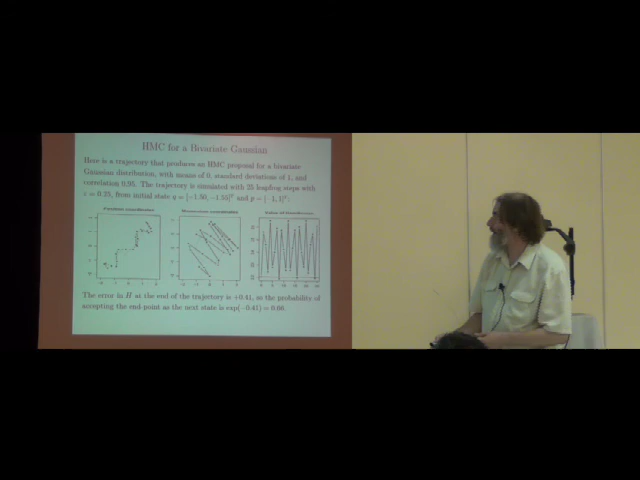 HMC for a Bivariate Gaussian
Here is a trajectory that produces an HMC proposal for a bivariate
Gaussian distribution, with means of 0, standard deviations of 1, and
correlation 0.95. The trajectory is simulated with 25 leapfrog steps with
ε = 0.25, from initial state q = [−1.50, −1.55]ᵀ and p = [−1, 1]ᵀ:
Position coordinates Momentum coordinates Value of Hamiltonian
The error in H at the end of the trajectory is +0.41, so the probability of
accepting the end-point as the next state is exp(−0.41) = 0.66.